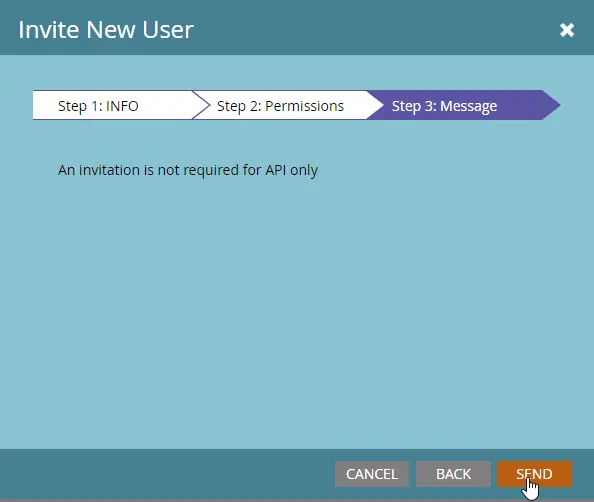 Invite New User
Step 1: INFO
Step 2: Permissions
Step 3: Message
An invitation is not required for API only
CANCEL
BACK
SEND